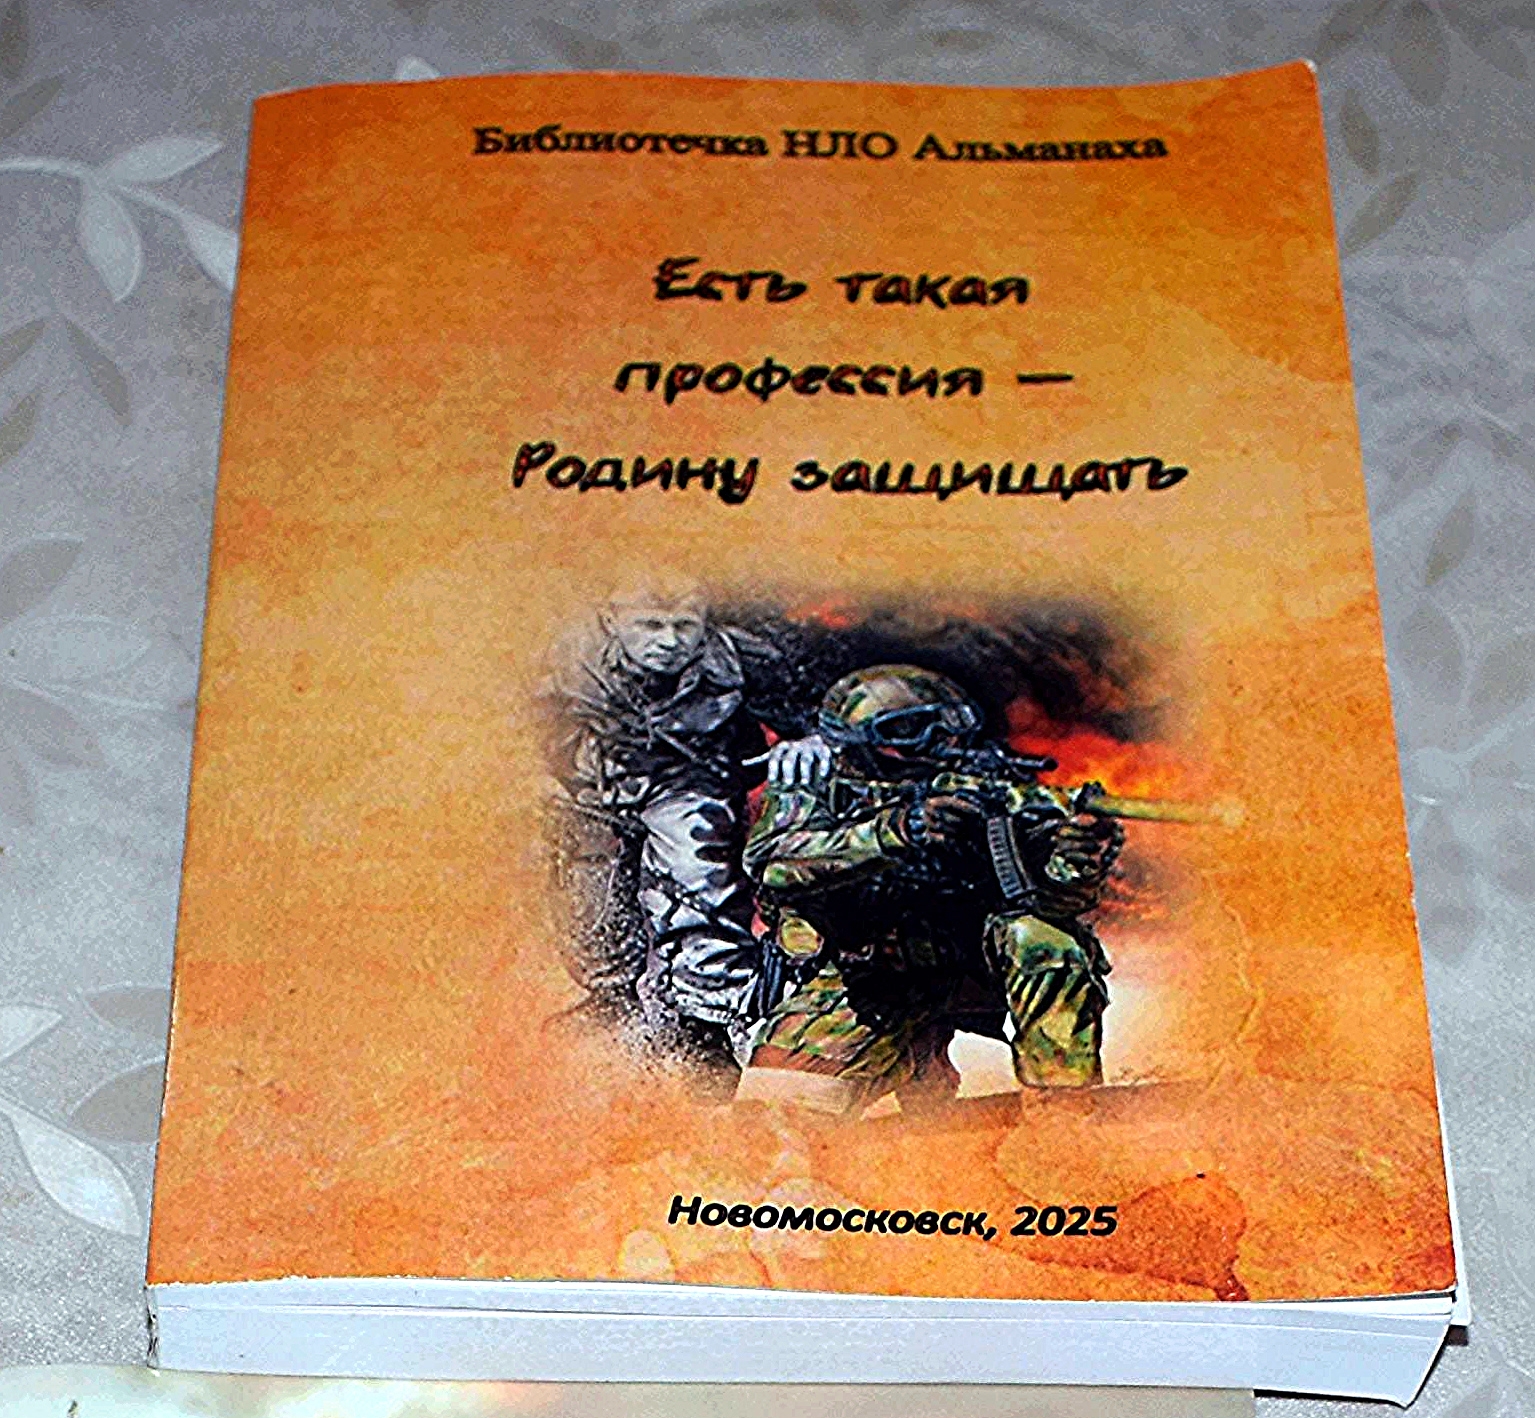 Библиотечка НЛО Альманаха
Есть такая
профессия –
Родину защищать
Новомосковск, 2025